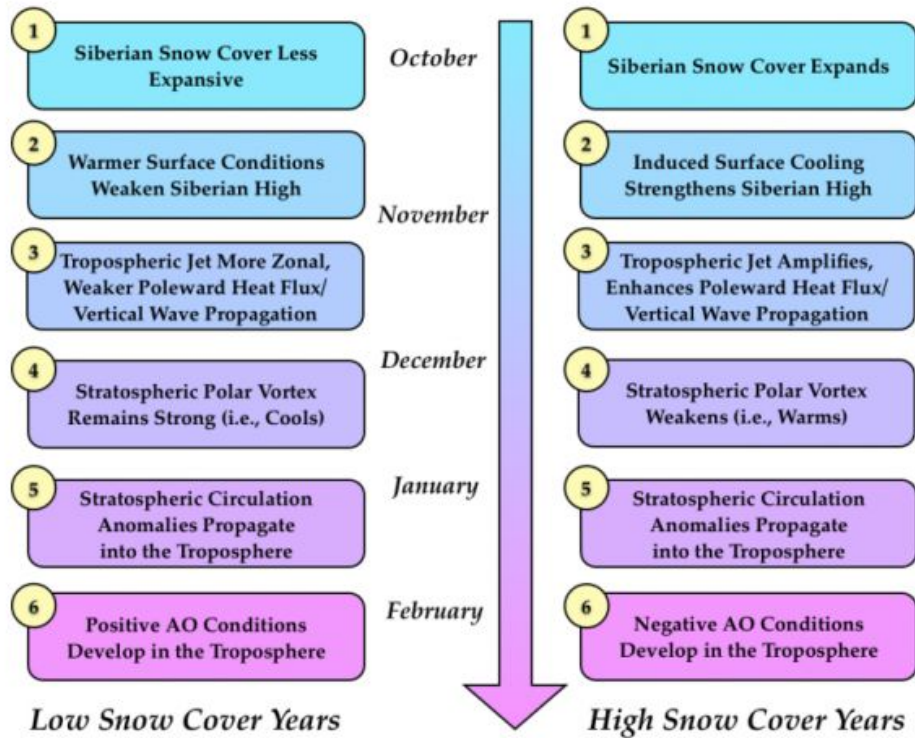 1
Siberian Snow Cover Less
Expansive
2
Warmer Surface Conditions
Weaken Siberian High
3
Tropospheric Jet More Zonal,
Weaker Poleward Heat Flux/
Vertical Wave Propagation
4
Stratospheric Polar Vortex
Remains Strong (i.e., Cools)
5
Stratospheric Circulation
Anomalies Propagate
into the Troposphere
6
Positive AO Conditions
Develop in the Troposphere
Low Snow Cover Years
October
November
December
January
February
1
Siberian Snow Cover Expands
2
Induced Surface Cooling
Strengthens Siberian High
3
Tropospheric Jet Amplifies,
Enhances Poleward Heat Flux/
Vertical Wave Propagation
4
Stratospheric Polar Vortex
Weakens (i.e., Warms)
5
Stratospheric Circulation
Anomalies Propagate
into the Troposphere
6
Negative AO Conditions
Develop in the Troposphere
High Snow Cover Years